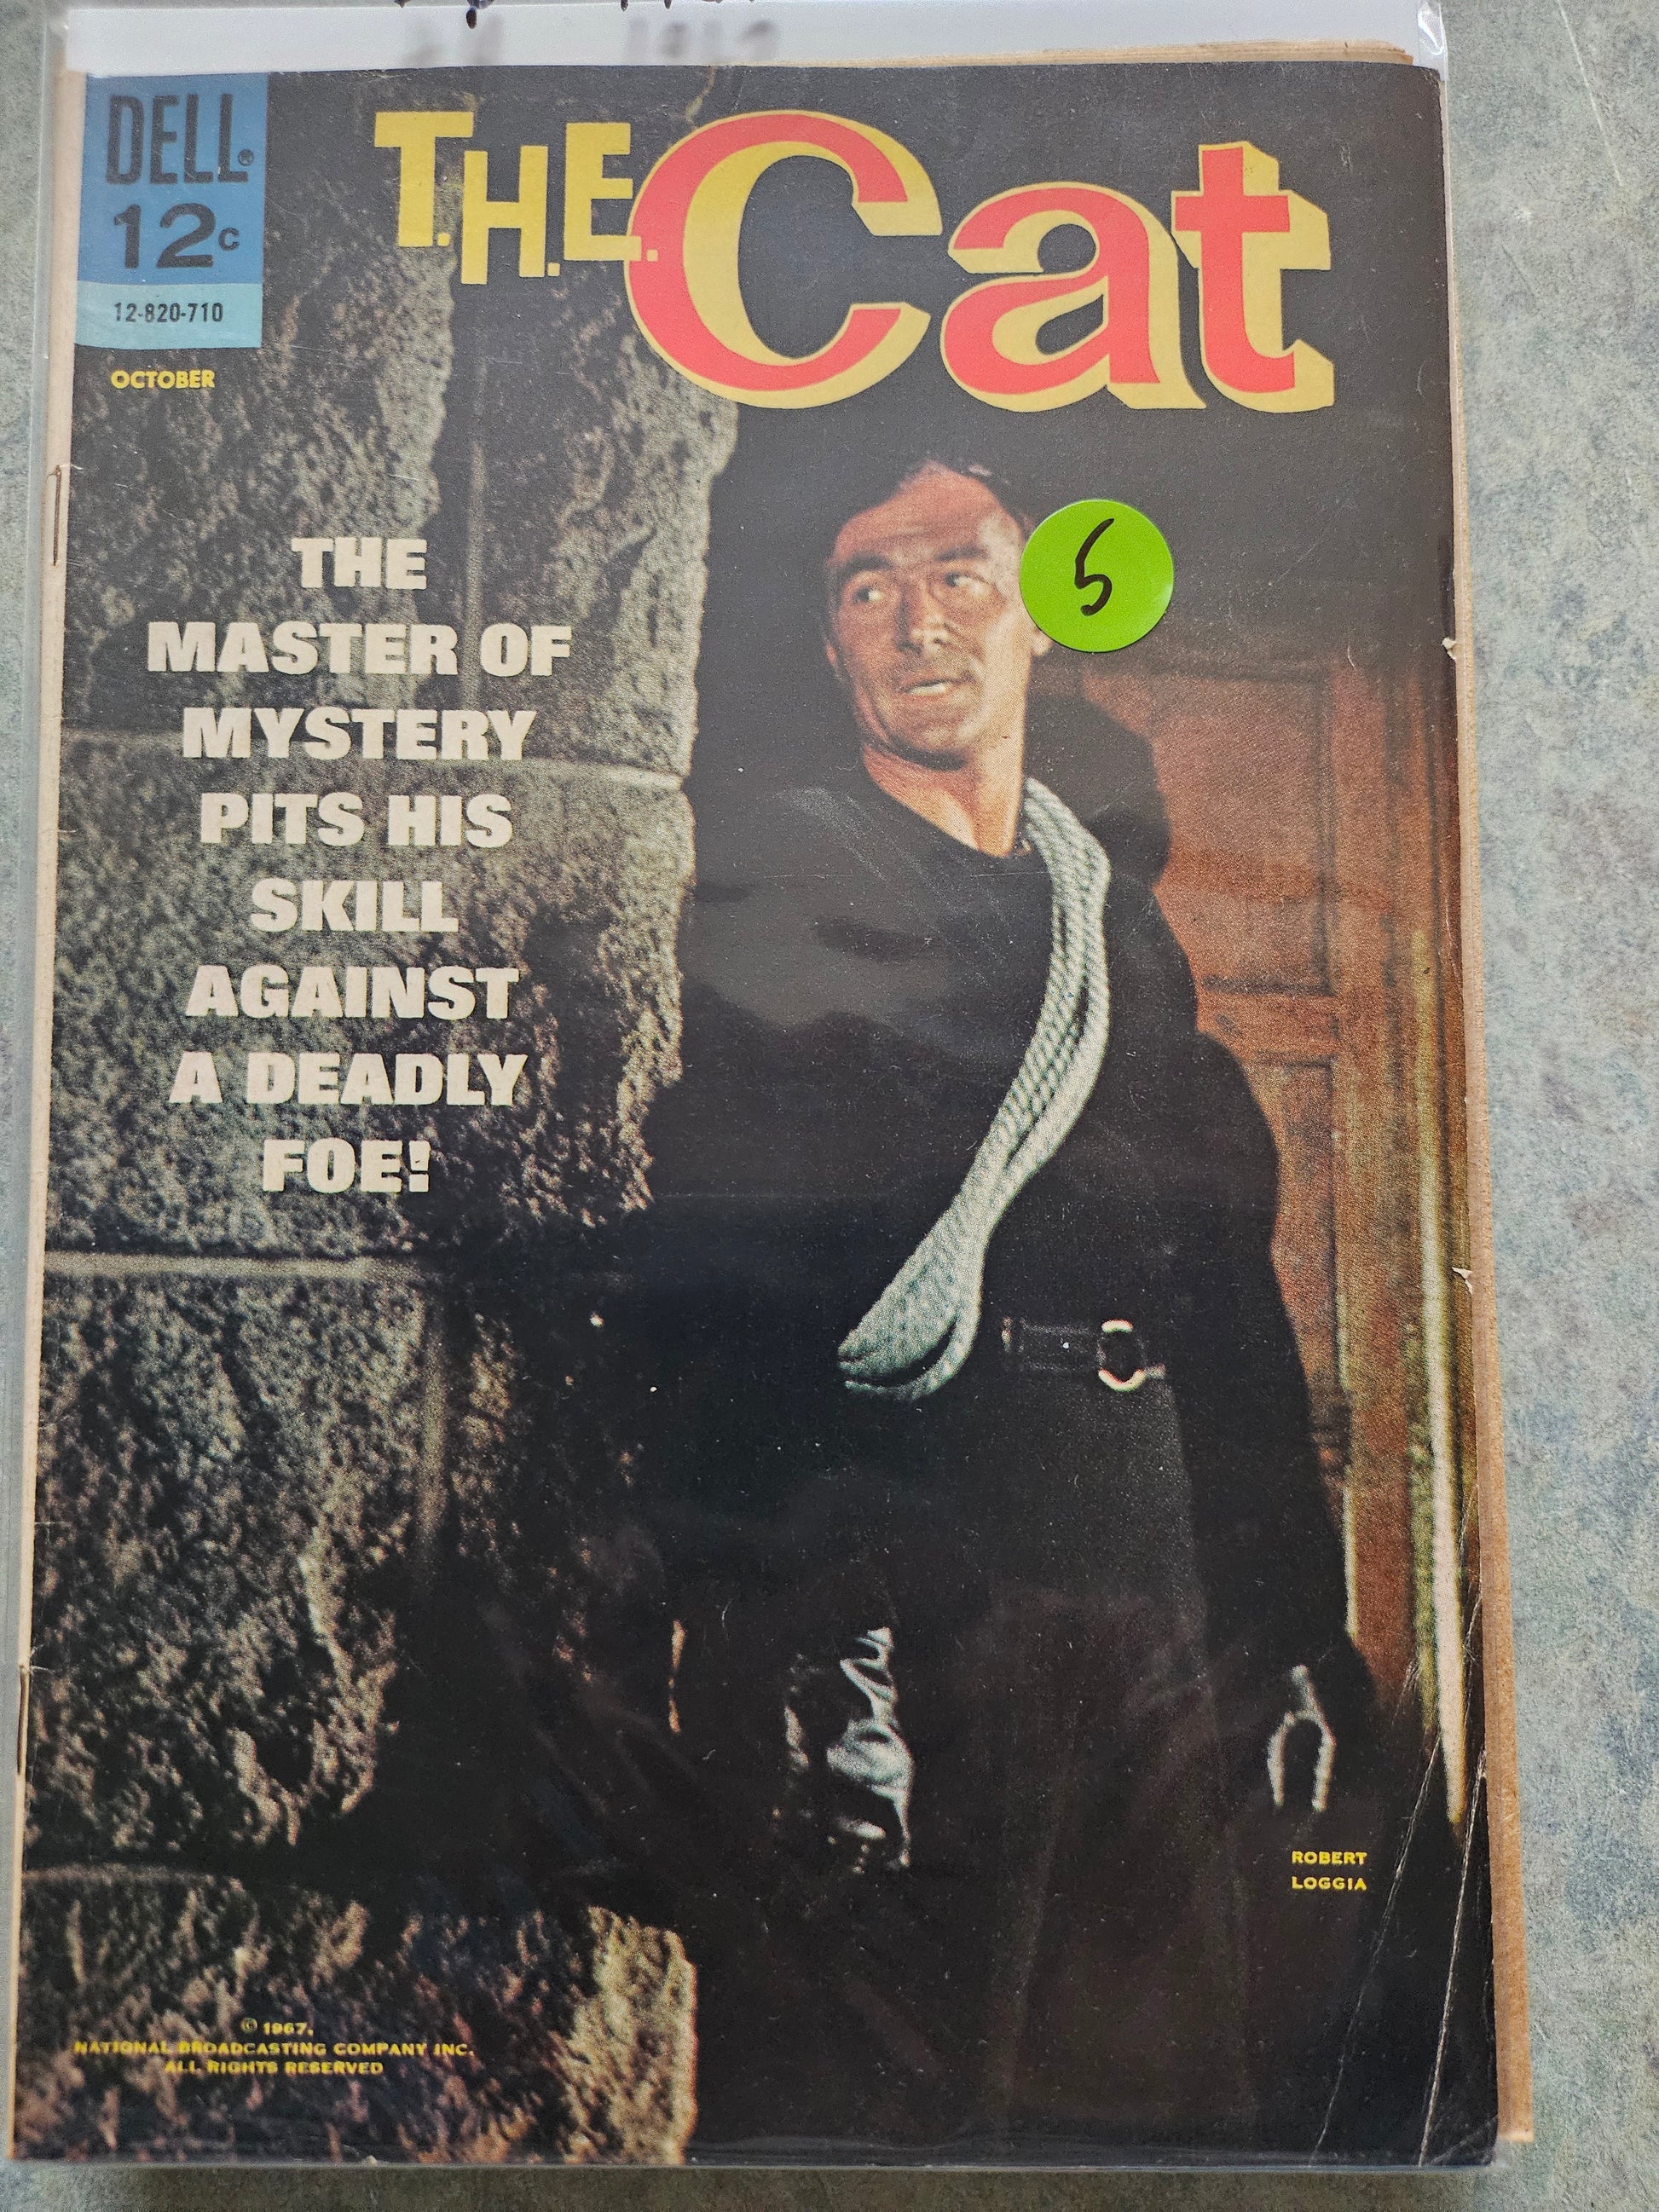 DELL®
12c
12-820-710
OCTOBER
T.H.E. Cat
THE
MASTER OF
MYSTERY
PITS HIS
SKILL
AGAINST
A DEADLY
FOE!
5
ROBERT
LOGGIA
© 1967,
NATIONAL BROADCASTING COMPANY INC.
ALL RIGHTS RESERVED